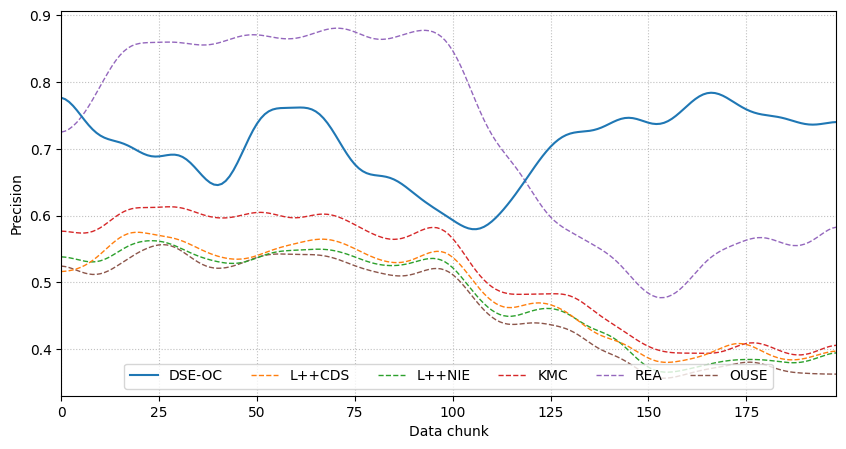 0.9
0.8
0.7
0.6
0.5
0.4
Precision
DSE-OC L++CDS L++NIE KMC REA OUSE
0 25 50 75 100 125 150 175
Data chunk